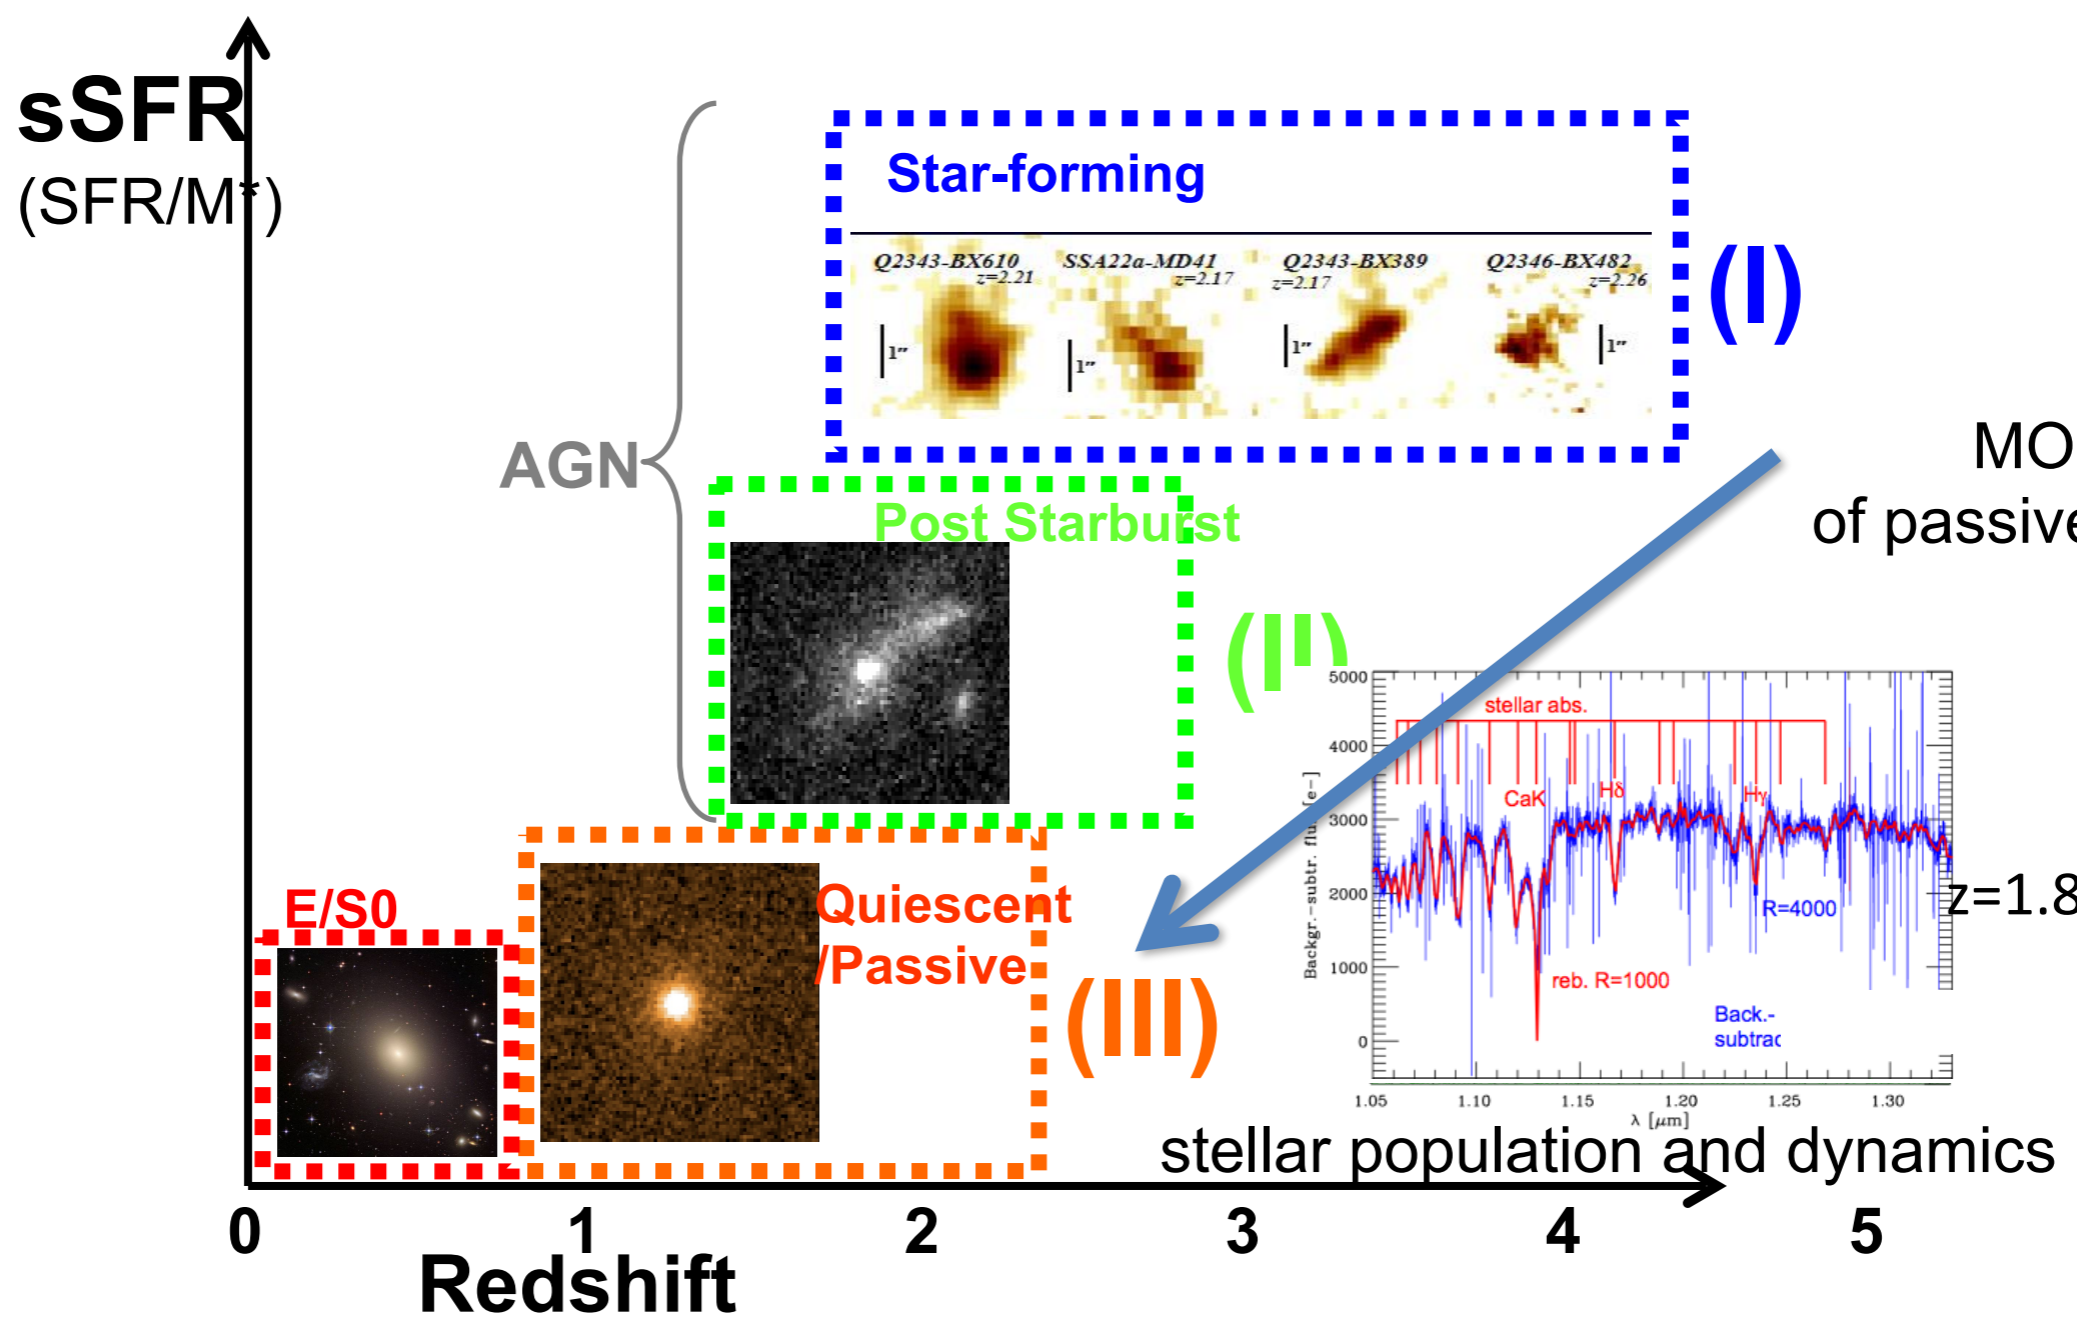 sSFR
(SFR/M*)
Star-forming
Q2343-BX610
z=2.21
1"
SSA22a-MD41
z=2.17
1"
Q2343-BX389
z=2.17
1"
Q2346-BX482
z=2.26
1"
(I)
AGN
MO
of passive
Post Starburst
(II)
5000
4000
3000
2000
1000
0
stellar abs.
CaK
Hδ
Hγ
R=4000
reb. R=1000
Back.-
subtrac
z=1.8
1.05 1.10 1.15 1.20 1.25 1.30
λ [μm]
E/S0
Quiescent
/Passive
(III)
stellar population and dynamics
0 1 2 3 4 5
Redshift